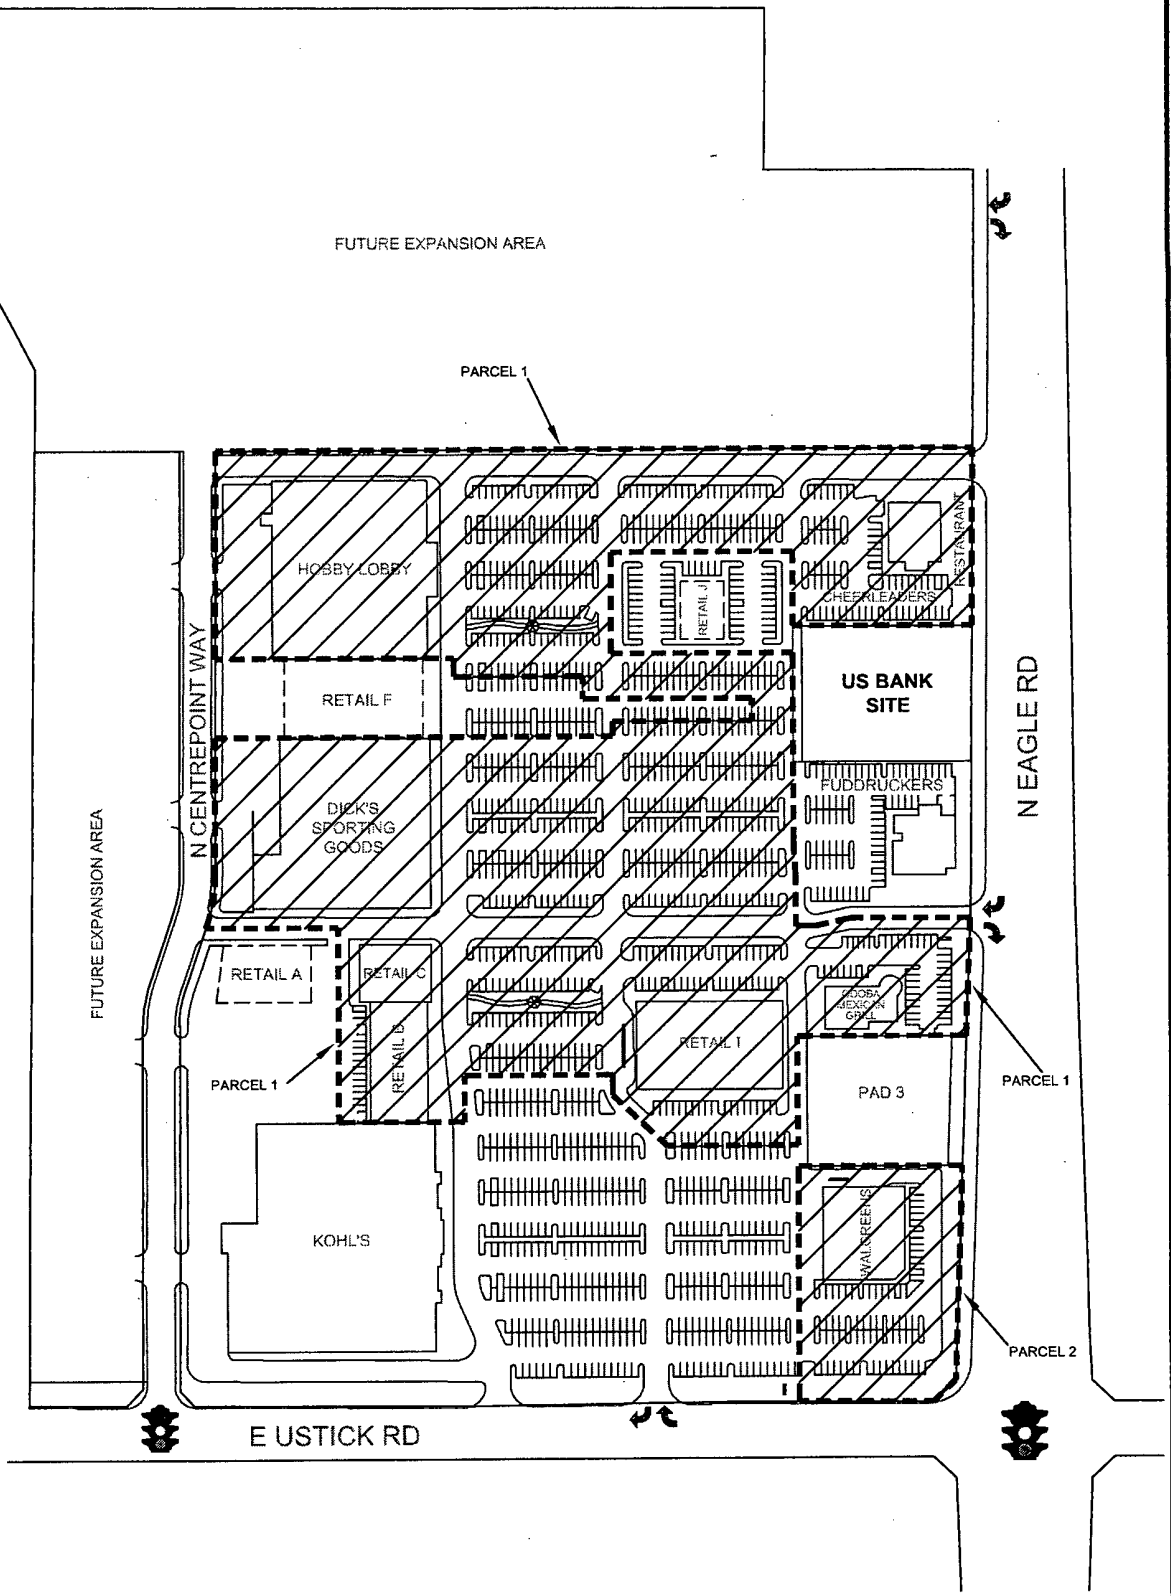 FUTURE EXPANSION AREA
PARCEL 1
HOBBY LOBBY
RETAIL J
RESTAURANT
CHEERLEADERS
N CENTREPOINT WAY
RETAIL F
US BANK
SITE
N EAGLE RD
FUDDRUCKERS
DICK'S
SPORTING
GOODS
FUTURE EXPANSION AREA
RETAIL A
RETAIL C
QDOBA
MEXICAN
GRILL
RETAIL I
RETAIL B
PARCEL 1
PARCEL 1
PAD 3
WALGREENS
KOHL'S
PARCEL 2
E USTICK RD